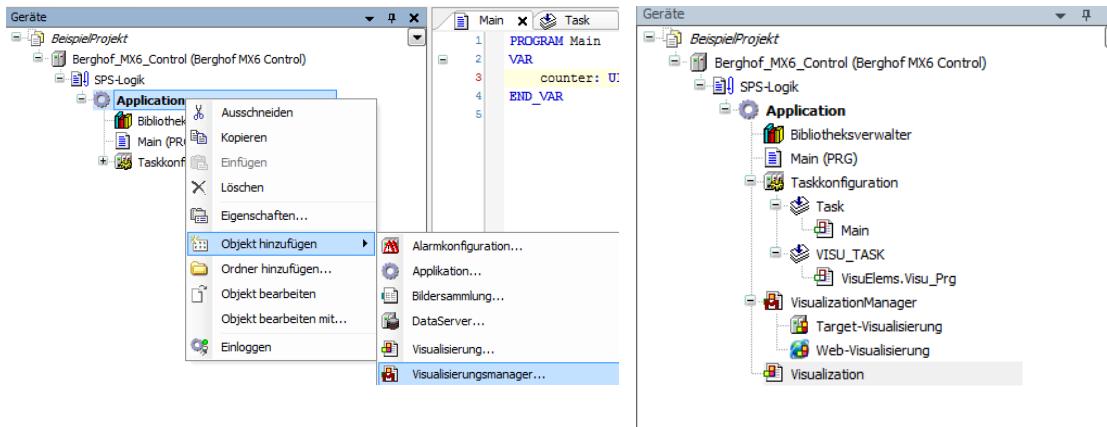 Geräte
BeispielProjekt
Berghof_MX6_Control (Berghof MX6 Control)
SPS-Logik
Application
Bibliothek
Main (PR
Taskkonf
Ausschneiden
Kopieren
Einfügen
Löschen
Eigenschaften...
Objekt hinzufügen
Ordner hinzufügen...
Objekt bearbeiten
Objekt bearbeiten mit...
Einloggen
Alarmkonfiguration...
Applikation...
Bildersammlung...
DataServer...
Visualisierung...
Visualisierungsmanager...
Main
Task
1 PROGRAM Main
2 VAR
3 counter: UI
4 END_VAR
5
Geräte
BeispielProjekt
Berghof_MX6_Control (Berghof MX6 Control)
SPS-Logik
Application
Bibliotheksverwalter
Main (PRG)
Taskkonfiguration
Task
Main
VISU_TASK
VisuElems.Visu_Prg
VisualizationManager
Target-Visualisierung
Web-Visualisierung
Visualization